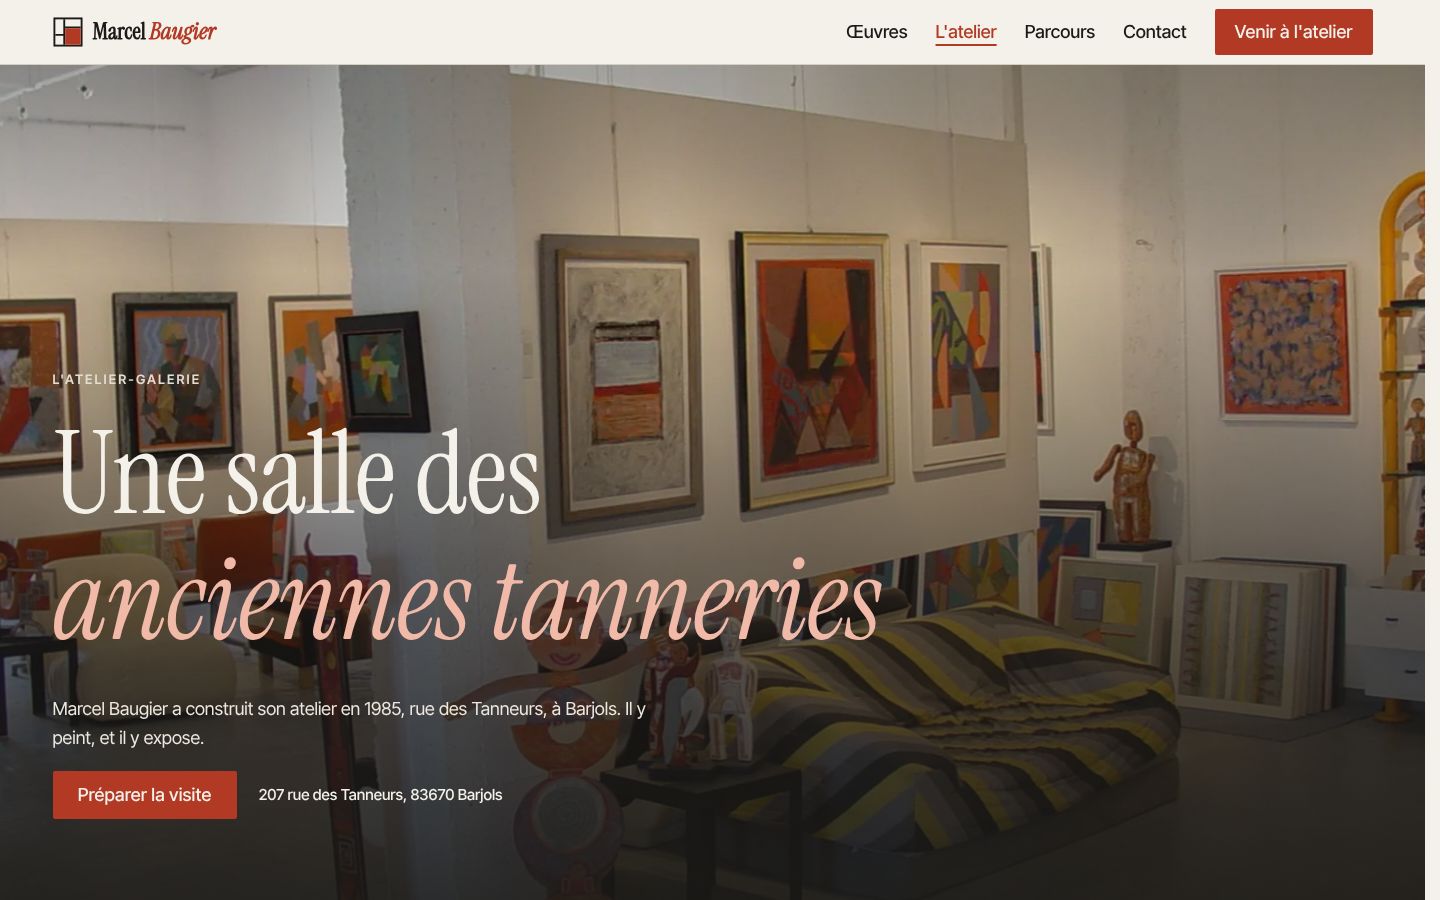 Marcel Baugier
Œuvres
L'atelier
Parcours
Contact
Venir à l'atelier
L'ATELIER-GALERIE
Une salle des
anciennes tanneries
Marcel Baugier a construit son atelier en 1985, rue des Tanneurs, à Barjols. Il y
peint, et il y expose.
Préparer la visite
207 rue des Tanneurs, 83670 Barjols